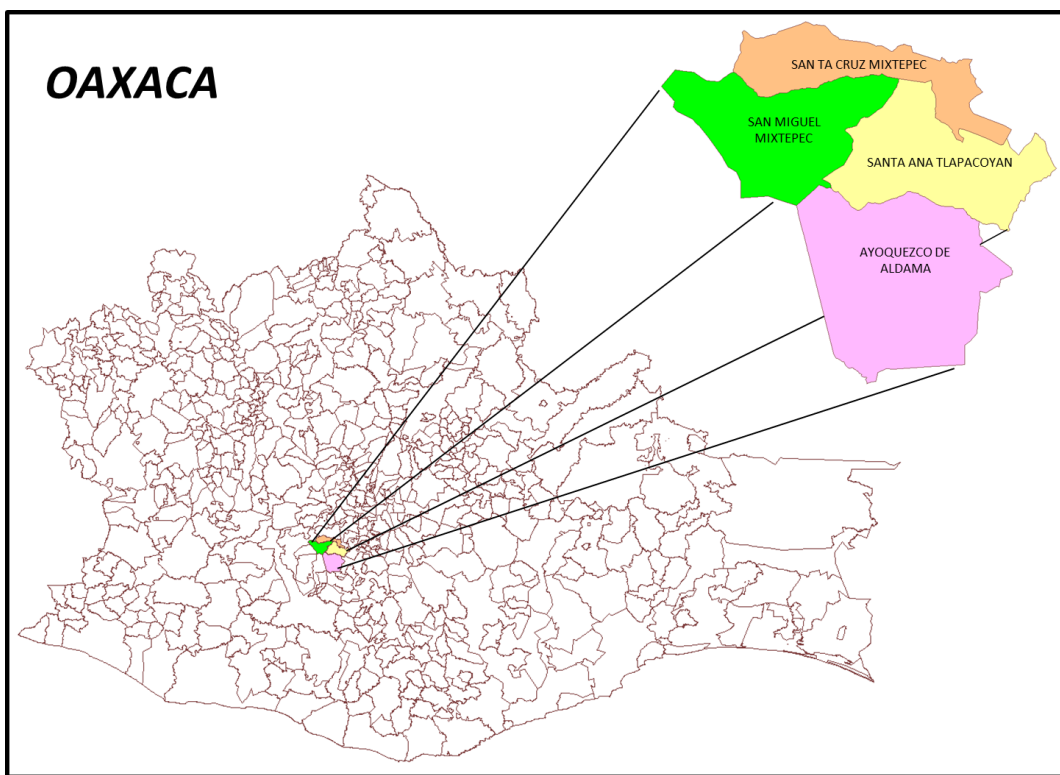 OAXACA
SAN TA CRUZ MIXTEPEC
SAN MIGUEL
MIXTEPEC
SANTA ANA TLAPACOYAN
AYOQUEZCO DE
ALDAMA